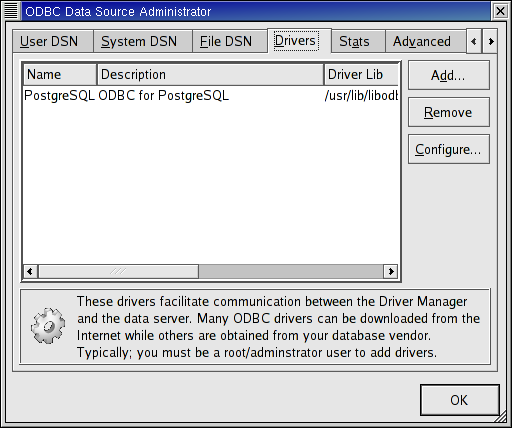 ODBC Data Source Administrator
User DSN System DSN File DSN Drivers Stats Advanced
Name Description Driver Lib
PostgreSQL ODBC for PostgreSQL /usr/lib/libodb
Add...
Remove
Configure...
These drivers facilitate communication between the Driver Manager
and the data server. Many ODBC drivers can be downloaded from the
Internet while others are obtained from your database vendor.
Typically; you must be a root/adminstrator user to add drivers.
OK